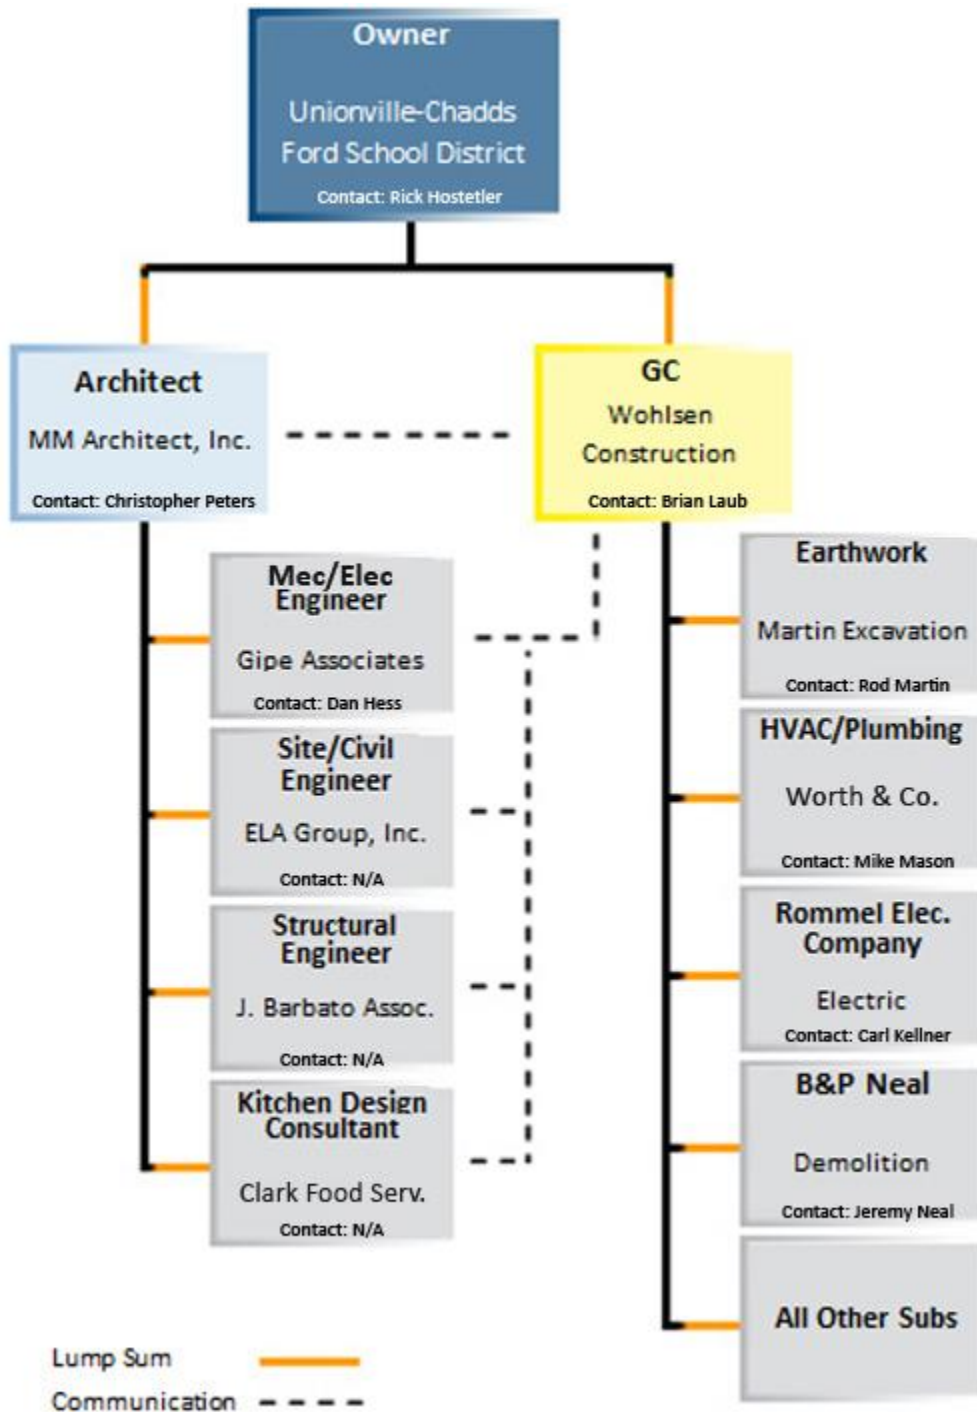 Owner
Unionville-Chadds
Ford School District
Contact: Rick Hostetler
Architect
MM Architect, Inc.
Contact: Christopher Peters
GC
Wohlsen
Construction
Contact: Brian Laub
Mec/Elec
Engineer
Gipe Associates
Contact: Dan Hess
Site/Civil
Engineer
ELA Group, Inc.
Contact: N/A
Structural
Engineer
J. Barbato Assoc.
Contact: N/A
Kitchen Design
Consultant
Clark Food Serv.
Contact: N/A
Earthwork
Martin Excavation
Contact: Rod Martin
HVAC/Plumbing
Worth & Co.
Contact: Mike Mason
Rommel Elec.
Company
Electric
Contact: Carl Kellner
B&P Neal
Demolition
Contact: Jeremy Neal
All Other Subs
Lump Sum
Communication